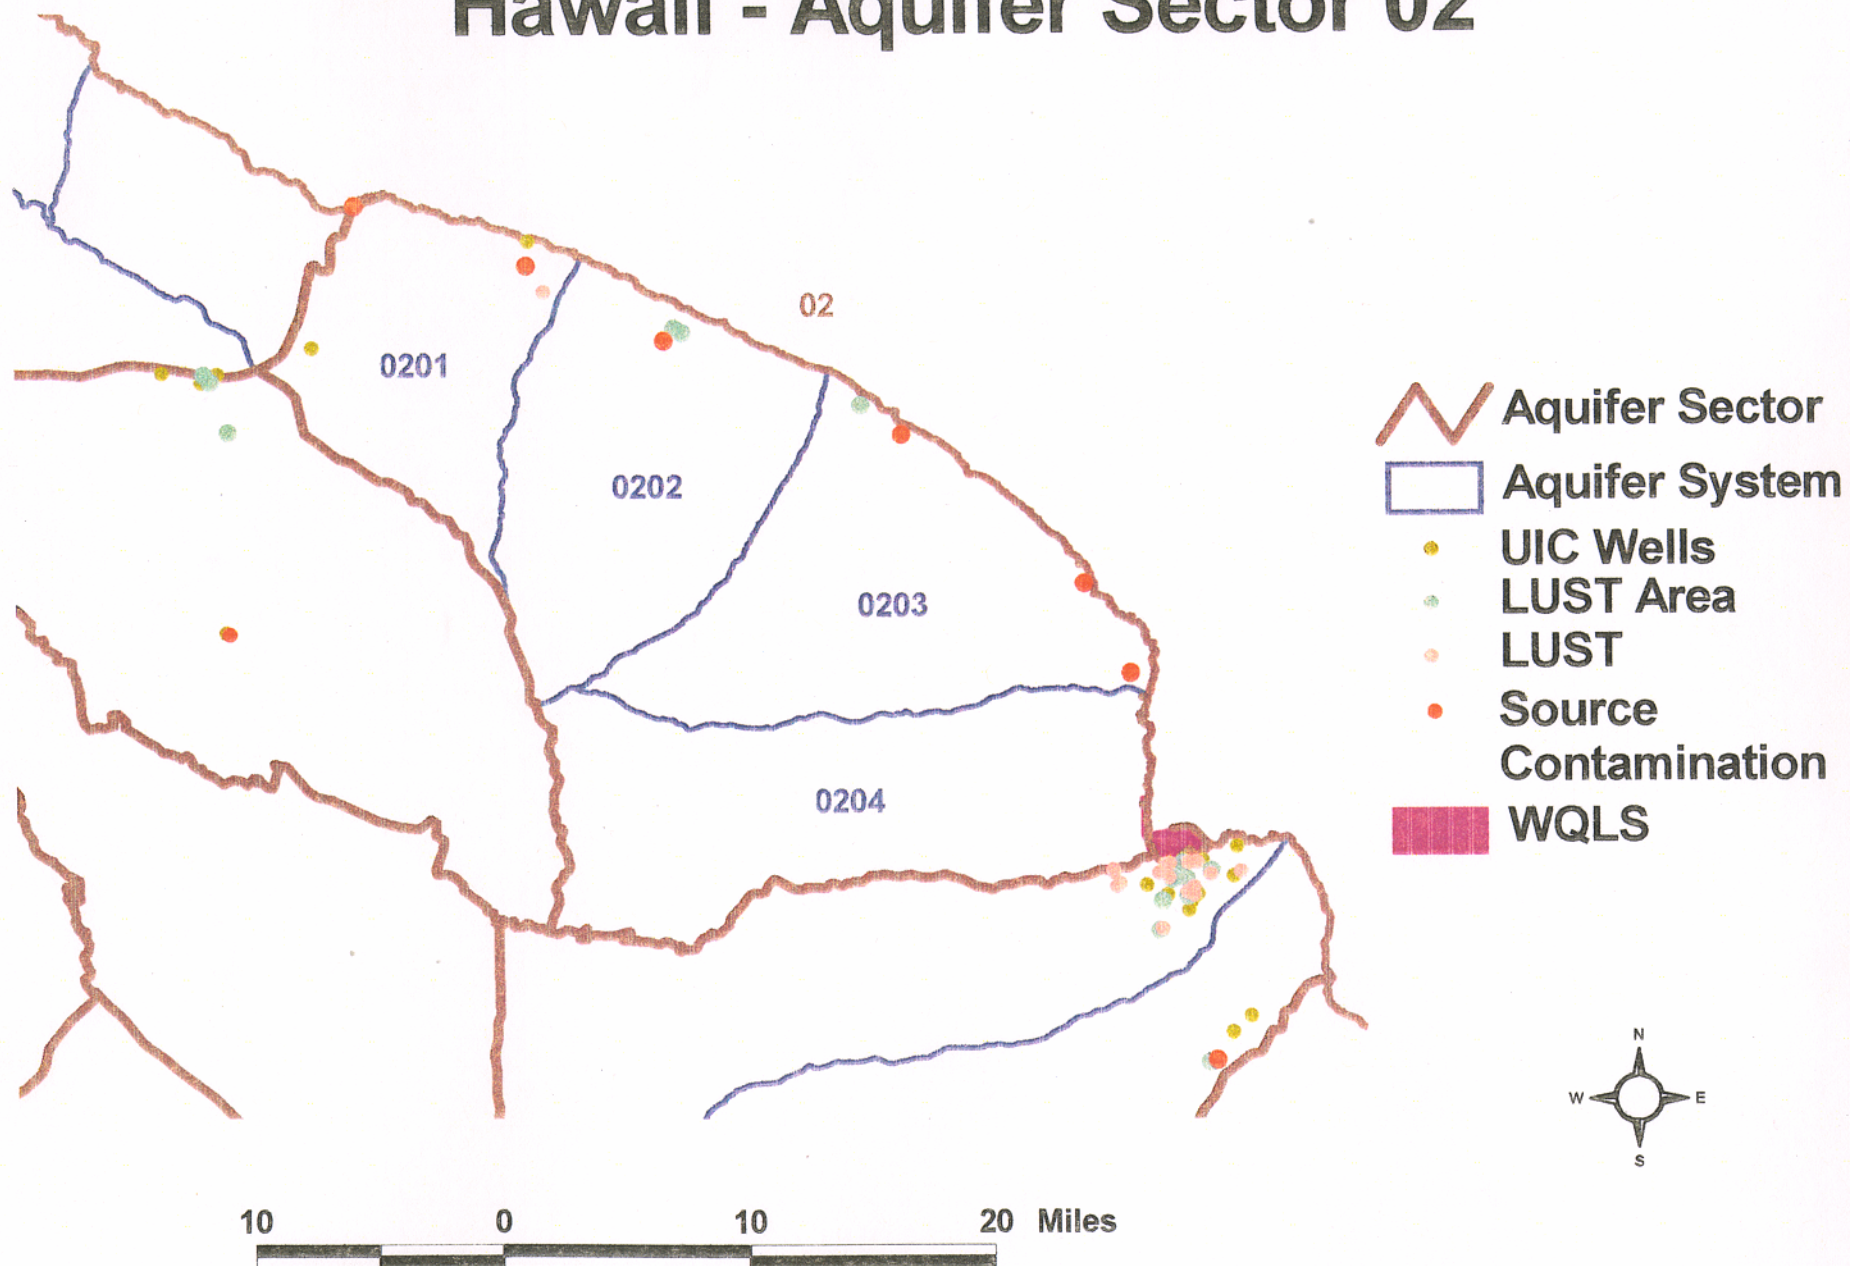 Hawaii - Aquifer Sector 02
02
0201
0202
0203
0204
Aquifer Sector
Aquifer System
UIC Wells
LUST Area
LUST
Source
Contamination
WQLS
N
W E
S
10 0 10 20 Miles